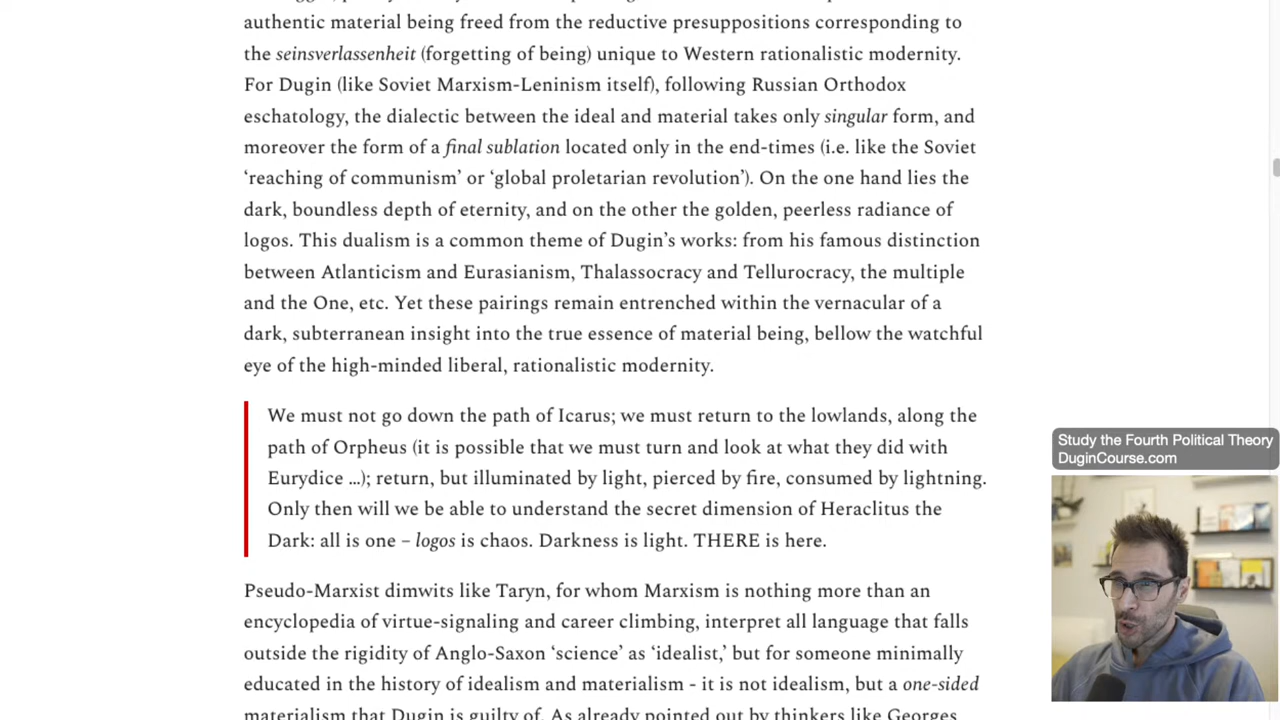 authentic material being freed from the reductive presuppositions corresponding to
the seinsverlassenheit (forgetting of being) unique to Western rationalistic modernity.
For Dugin (like Soviet Marxism-Leninism itself), following Russian Orthodox
eschatology, the dialectic between the ideal and material takes only singular form, and
moreover the form of a final sublation located only in the end-times (i.e. like the Soviet
‘reaching of communism’ or ‘global proletarian revolution’). On the one hand lies the
dark, boundless depth of eternity, and on the other the golden, peerless radiance of
logos. This dualism is a common theme of Dugin’s works: from his famous distinction
between Atlanticism and Eurasianism, Thalassocracy and Tellurocracy, the multiple
and the One, etc. Yet these pairings remain entrenched within the vernacular of a
dark, subterranean insight into the true essence of material being, bellow the watchful
eye of the high-minded liberal, rationalistic modernity.
We must not go down the path of Icarus; we must return to the lowlands, along the
path of Orpheus (it is possible that we must turn and look at what they did with
Eurydice ...); return, but illuminated by light, pierced by fire, consumed by lightning.
Only then will we be able to understand the secret dimension of Heraclitus the
Dark: all is one – logos is chaos. Darkness is light. THERE is here.
Pseudo-Marxist dimwits like Taryn, for whom Marxism is nothing more than an
encyclopedia of virtue-signaling and career climbing, interpret all language that falls
outside the rigidity of Anglo-Saxon ‘science’ as ‘idealist,’ but for someone minimally
educated in the history of idealism and materialism - it is not idealism, but a one-sided
materialism that Dugin is guilty of. As already pointed out by thinkers like Georges
Study the Fourth Political Theory
DuginCourse.com